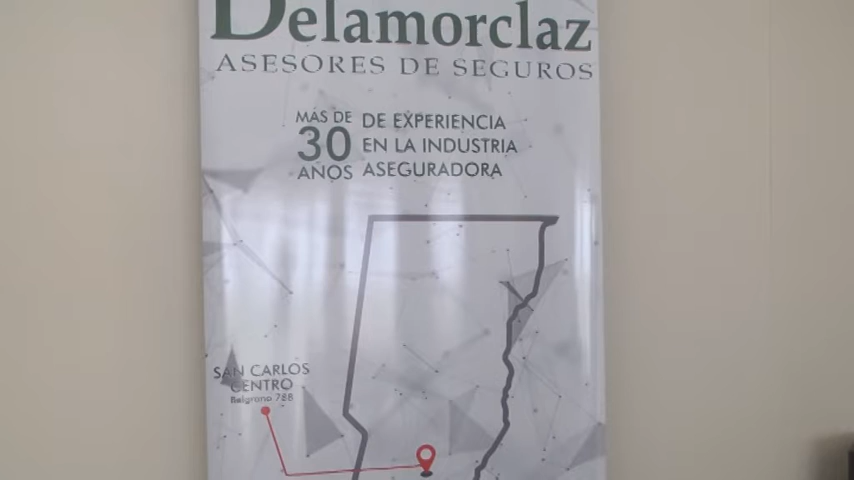 Delamorclaz
ASESORES DE SEGUROS
MÁS DE
30
AÑOS
DE EXPERIENCIA
EN LA INDUSTRIA
ASEGURADORA
SAN CARLOS
CENTRO
Belgrano 788